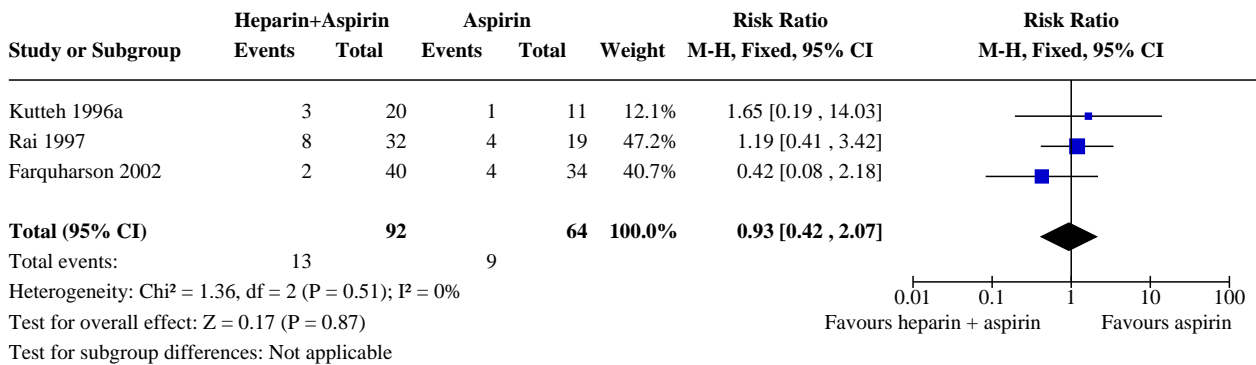 Heparin+Aspirin Aspirin Risk Ratio Risk Ratio
Study or Subgroup Events Total Events Total Weight M-H, Fixed, 95% CI M-H, Fixed, 95% CI
Kutteh 1996a 3 20 1 11 12.1% 1.65 [0.19 , 14.03]
Rai 1997 8 32 4 19 47.2% 1.19 [0.41 , 3.42]
Farquharson 2002 2 40 4 34 40.7% 0.42 [0.08 , 2.18]
Total (95% CI) 92 64 100.0% 0.93 [0.42 , 2.07]
Total events: 13 9
Heterogeneity: Chi² = 1.36, df = 2 (P = 0.51); I² = 0%
0.01 0.1 1 10 100
Test for overall effect: Z = 0.17 (P = 0.87)
Favours heparin + aspirin Favours aspirin
Test for subgroup differences: Not applicable